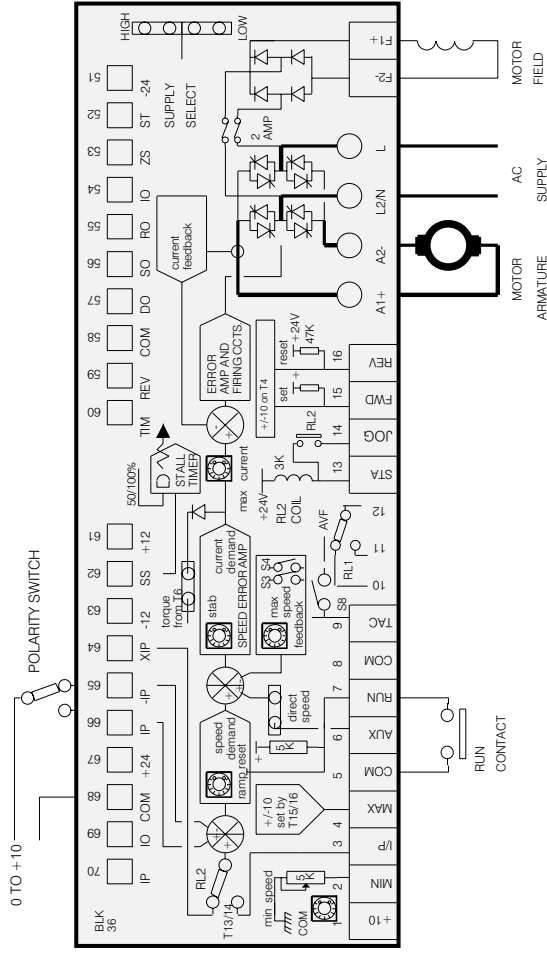 POLARITY SWITCH
0 TO +10
70 69 68 67 66 65 64 63 62 61 60 59 58 57 56 55 54 53 52 51
IP IO COM +24 IP -IP XIP -12 SS +12 TIM REV COM DO SO RO IO ZS ST -24
BLK
36
HIGH
LOW
SUPPLY
SELECT
50/100%
STALL
TIMER
torque
from T6
current
feedback
RL2
T13/14
+
-
speed
demand
ramp reset
+
-
stab
current
demand
SPEED ERROR AMP
max current
+
-
ERROR
AMP AND
FIRING CCTS.
2
AMP
min speed
COM
5
K
+/-10
set by
T15/16
+
5
K
direct
speed
max
speed
feedback
S3 S4
S8
RL1
AVF
+24V
RL2
COIL
3K
RL2
+/-10 on T4
set
+
reset
+24V
47K
1 2 3 4 5 6 7 8 9 10 11 12 13 14 15 16
+10 MIN I/P MAX COM AUX RUN COM TAC STA JOG FWD REV
A1+ A2- L2/N L F2- F1+
RUN
CONTACT
MOTOR
ARMATURE
AC
SUPPLY
MOTOR
FIELD